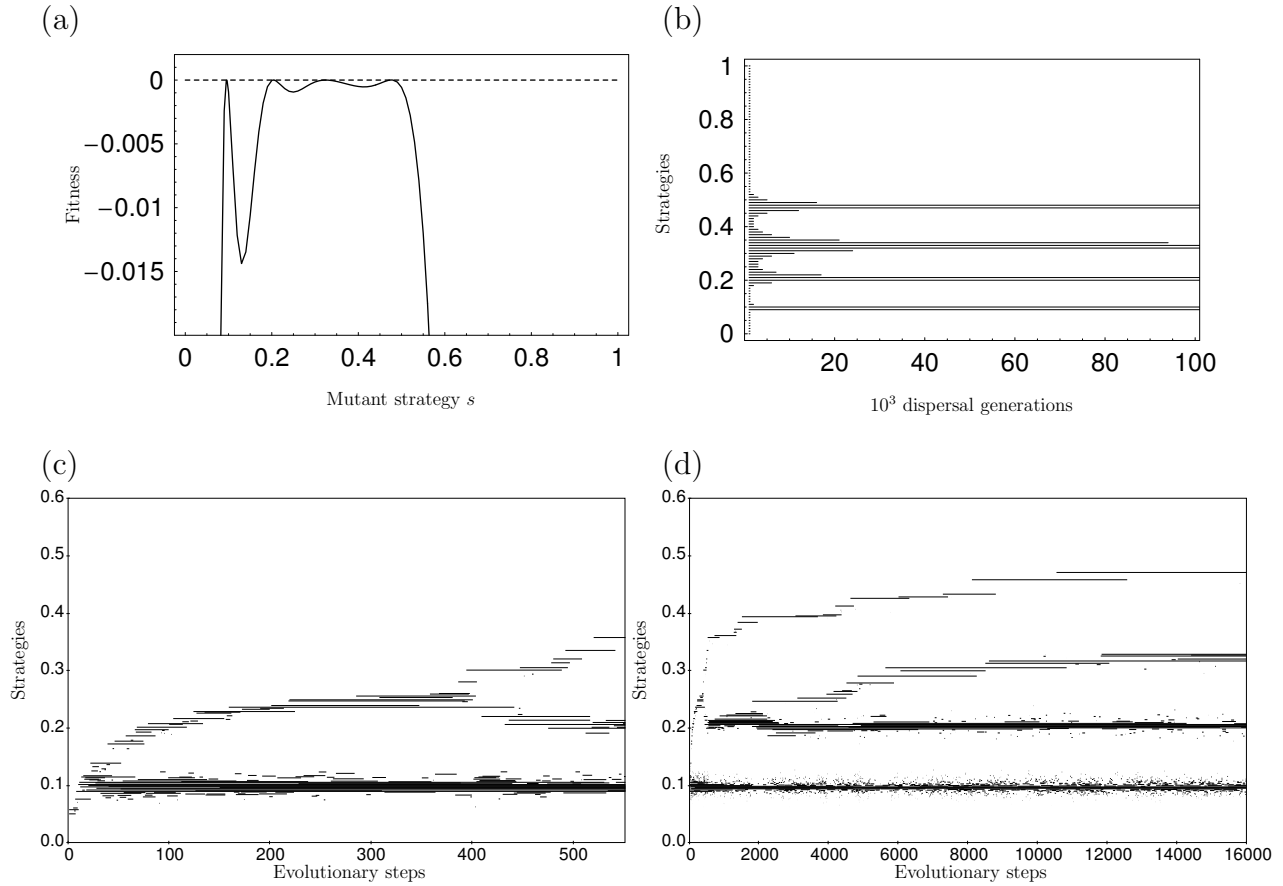 (a)
0
−0.005
−0.01
−0.015
Fitness
0 0.2 0.4 0.6 0.8 1
Mutant strategy s
(b)
1
0.8
0.6
0.4
0.2
0
Strategies
20 40 60 80 100
10³ dispersal generations
(c)
0.6
0.5
0.4
0.3
0.2
0.1
0.0
Strategies
0 100 200 300 400 500
Evolutionary steps
(d)
0.6
0.5
0.4
0.3
0.2
0.1
0.0
Strategies
0 2000 4000 6000 8000 10000 12000 14000 16000
Evolutionary steps